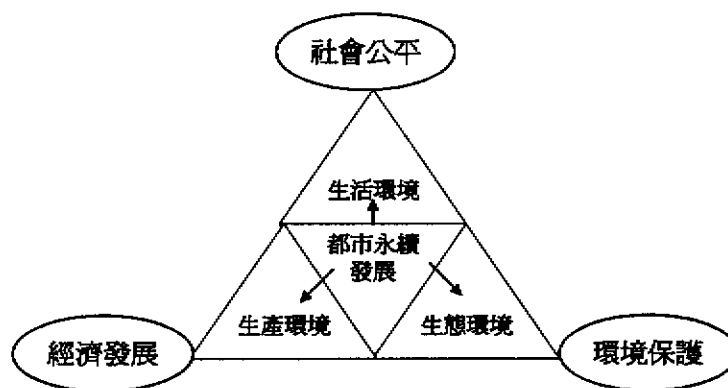 社會公平
生活環境
都市永續
發展
生產環境
生態環境
經濟發展
環境保護